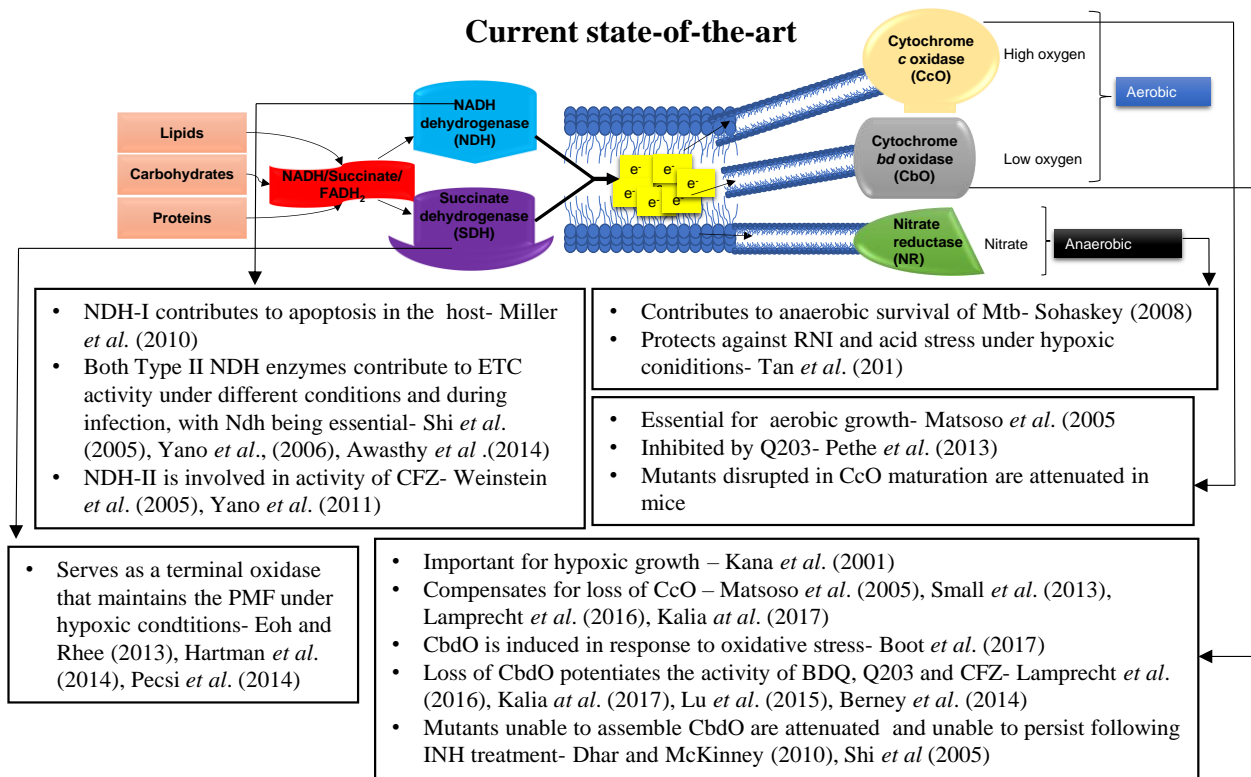 Current state-of-the-art
Lipids
Carbohydrates
Proteins
NADH/Succinate/
FADH2
NADH
dehydrogenase
(NDH)
Succinate
dehydrogenase
(SDH)
e-
e-
e-
e-
e-
e-
e-
Cytochrome
c oxidase
(CcO)
High oxygen
Cytochrome
bd oxidase
(CbO)
Low oxygen
Aerobic
Nitrate
reductase
(NR)
Nitrate
Anaerobic
• NDH-I contributes to apoptosis in the host- Miller
et al. (2010)
• Both Type II NDH enzymes contribute to ETC
activity under different conditions and during
infection, with Ndh being essential- Shi et al.
(2005), Yano et al., (2006), Awasthy et al .(2014)
• NDH-II is involved in activity of CFZ- Weinstein
et al. (2005), Yano et al. (2011)
• Contributes to anaerobic survival of Mtb- Sohaskey (2008)
• Protects against RNI and acid stress under hypoxic
coniditions- Tan et al. (201)
• Essential for aerobic growth- Matsoso et al. (2005
• Inhibited by Q203- Pethe et al. (2013)
• Mutants disrupted in CcO maturation are attenuated in
mice
• Serves as a terminal oxidase
that maintains the PMF under
hypoxic condtitions- Eoh and
Rhee (2013), Hartman et al.
(2014), Pecsi et al. (2014)
• Important for hypoxic growth – Kana et al. (2001)
• Compensates for loss of CcO – Matsoso et al. (2005), Small et al. (2013),
Lamprecht et al. (2016), Kalia at al. (2017)
• CbdO is induced in response to oxidative stress- Boot et al. (2017)
• Loss of CbdO potentiates the activity of BDQ, Q203 and CFZ- Lamprecht et al.
(2016), Kalia at al. (2017), Lu et al. (2015), Berney et al. (2014)
• Mutants unable to assemble CbdO are attenuated and unable to persist following
INH treatment- Dhar and McKinney (2010), Shi et al (2005)